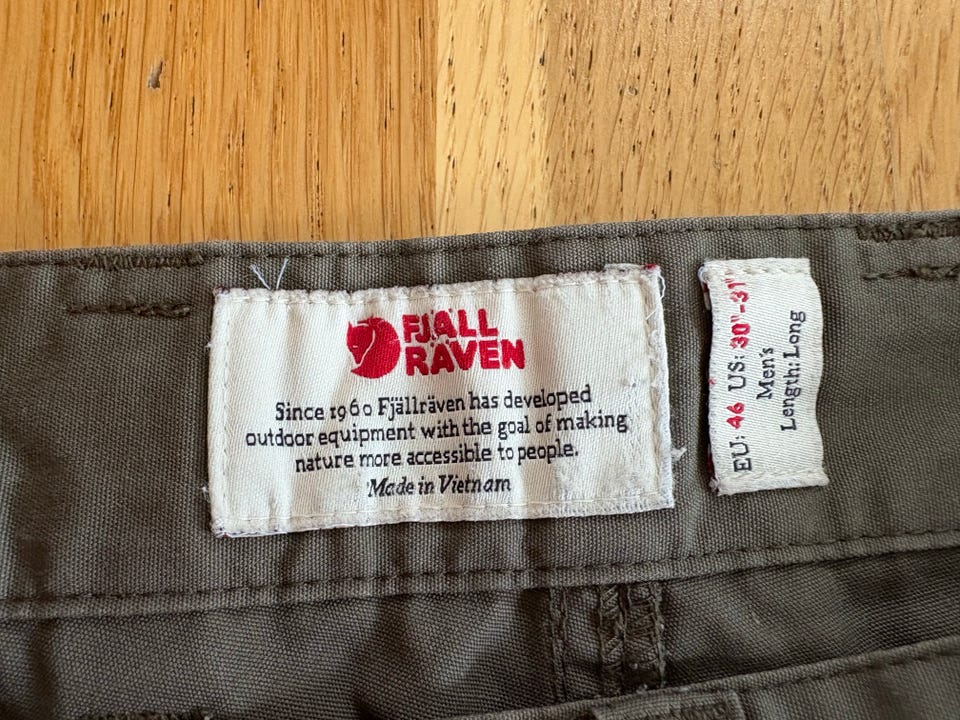 FJÄLL
RÄVEN
Since 1960 Fjällräven has developed
outdoor equipment with the goal of making
nature more accessible to people.
Made in Vietnam
EU: 46 US: 30"-31"
Men's
Length: Long